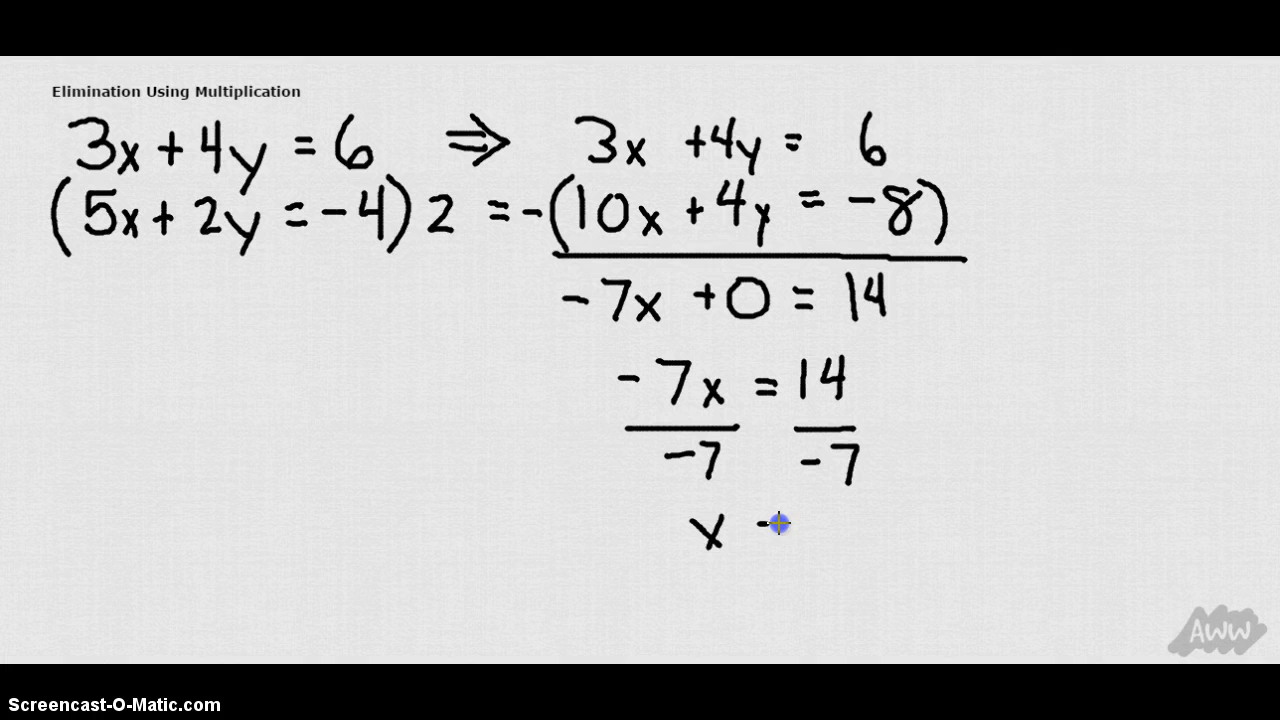 Elimination Using Multiplication
3x + 4y = 6 ⇒ 3x +4y = 6
(5x + 2y = -4) 2 = -(10x + 4y = -8)
-7x + 0 = 14
-7x = 14
-7 -7
x -
AWW
Screencast-O-Matic.com